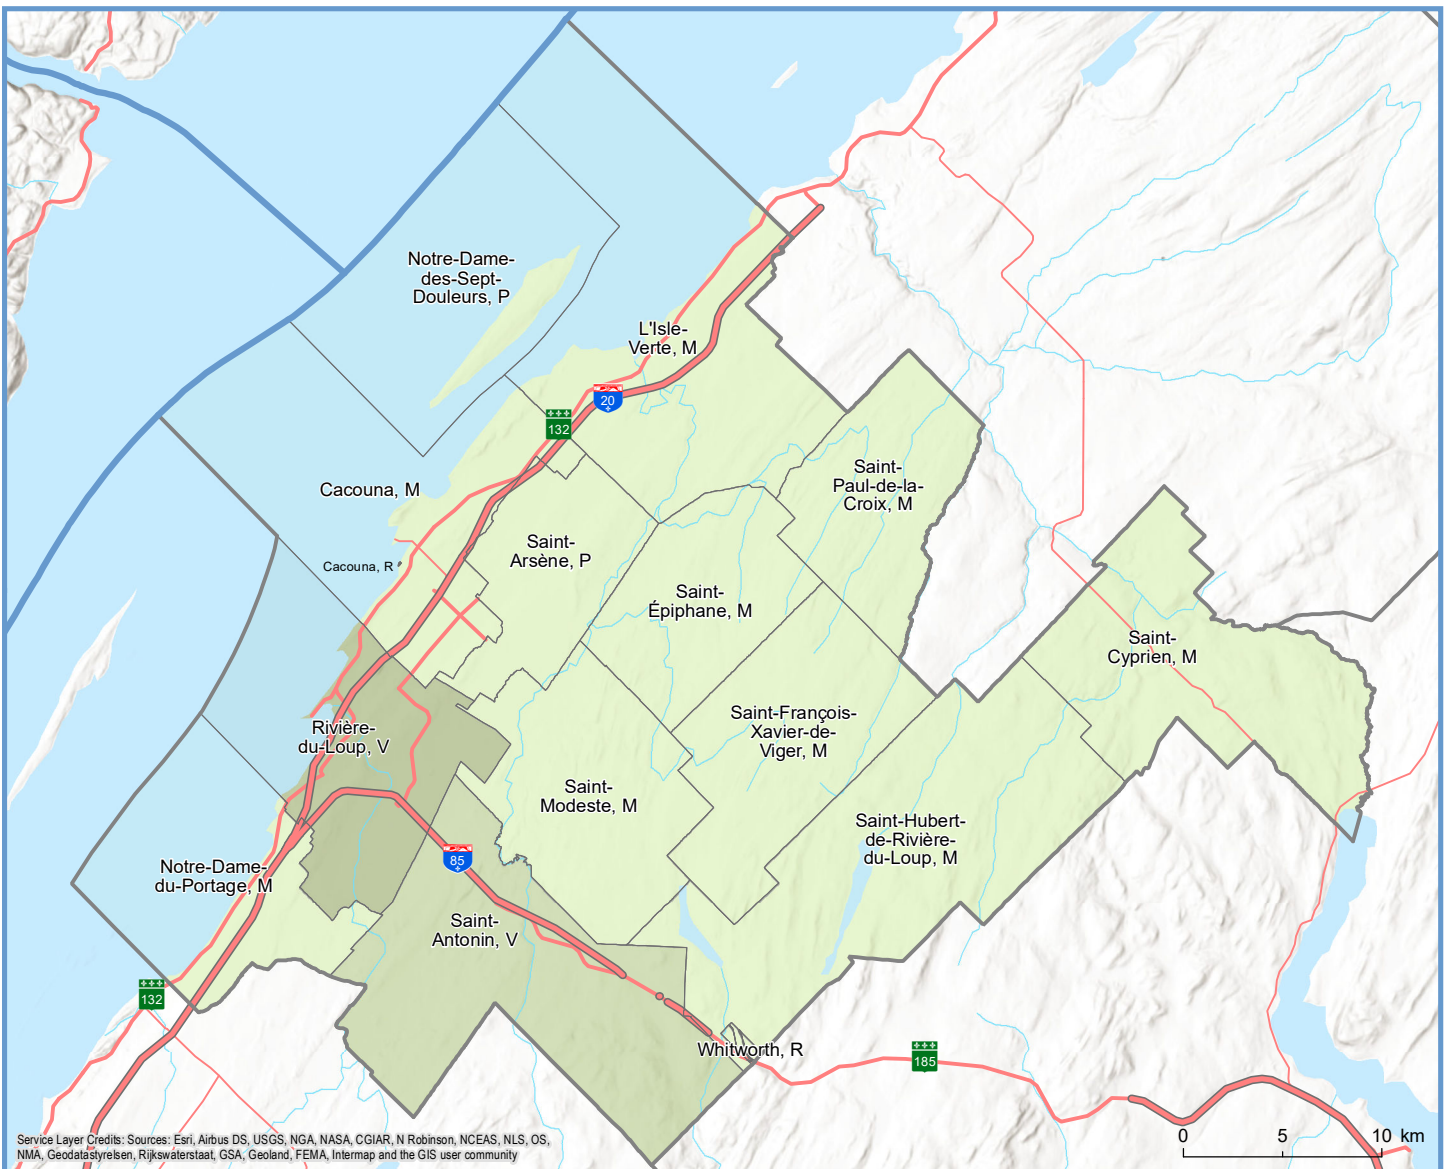 Notre-Dame-
des-Sept-
Douleurs, P
L'Isle-
Verte, M
20
132
Cacouna, M
Saint-
Paul-de-la-
Croix, M
Saint-
Arsène, P
Cacouna, R
Saint-
Épiphane, M
Saint-
Cyprien, M
Rivière-
du-Loup, V
Saint-François-
Xavier-de-
Viger, M
Saint-
Modeste, M
Saint-Hubert-
de-Rivière-
du-Loup, M
85
Notre-Dame-
du-Portage, M
Saint-
Antonin, V
132
Whitworth, R
185
0 5 10 km
Service Layer Credits: Sources: Esri, Airbus DS, USGS, NGA, NASA, CGIAR, N Robinson, NCEAS, NLS, OS,
NMA, Geodatastyrelsen, Rijkswaterstaat, GSA, Geoland, FEMA, Intermap and the GIS user community